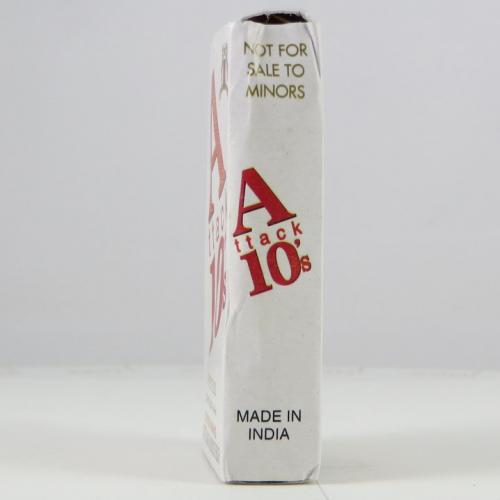 NOT FOR
SALE TO
MINORS
A
ttack
10's
MADE IN
INDIA